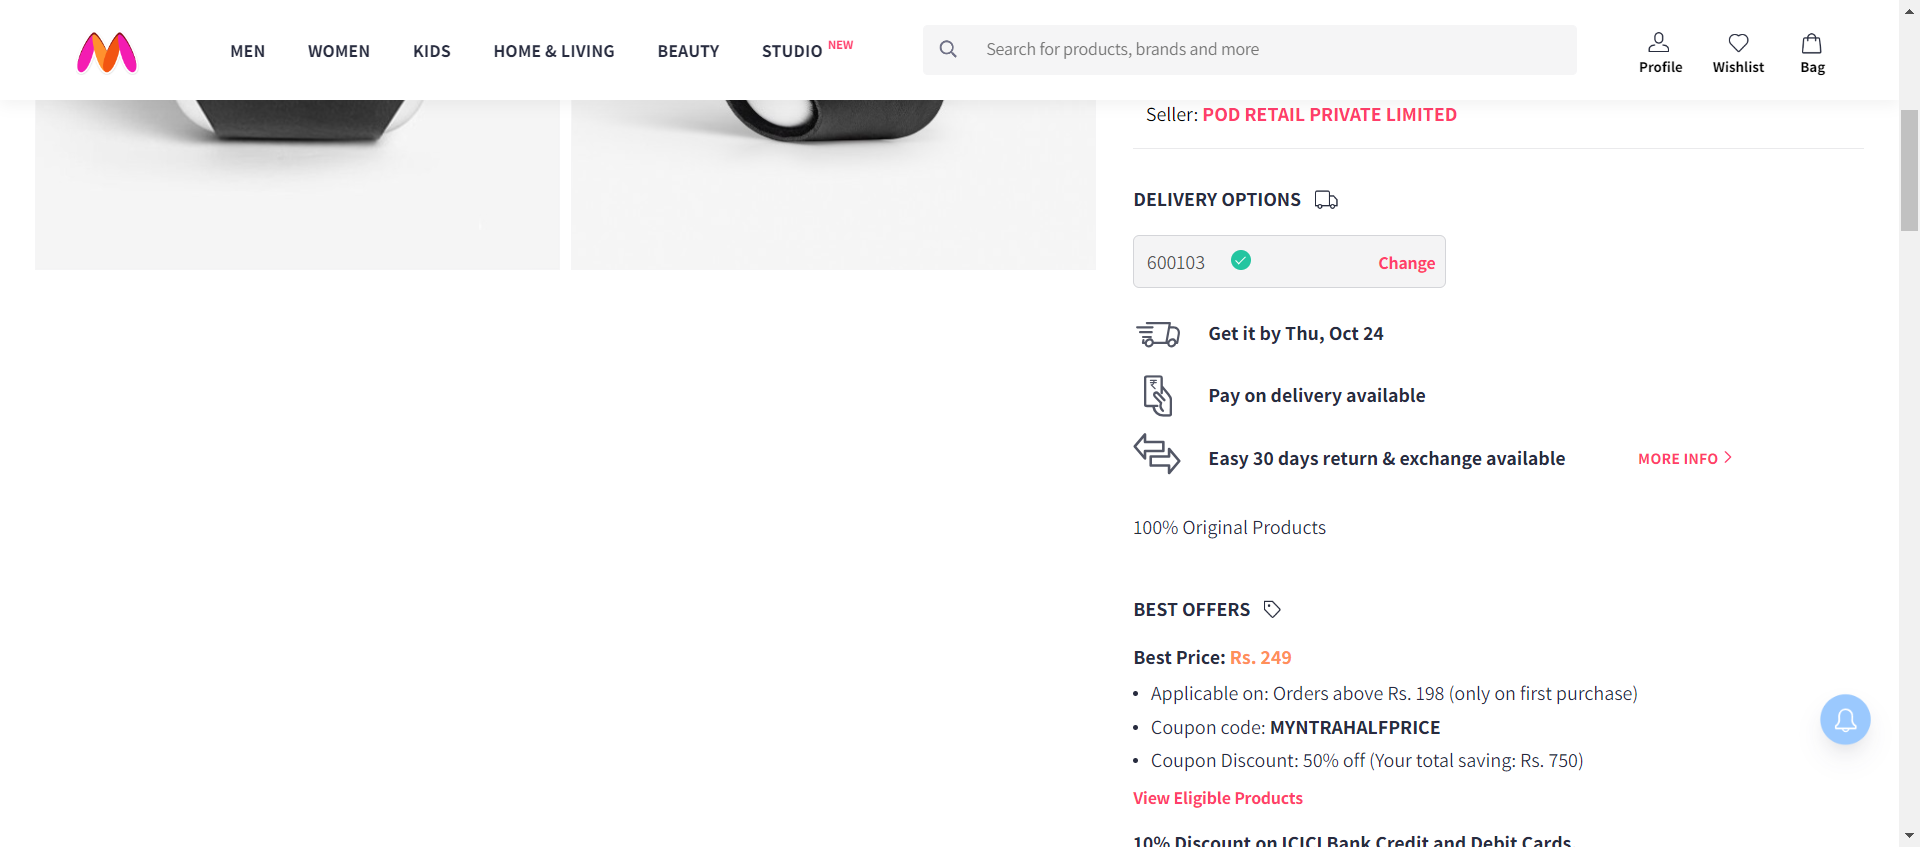 MEN WOMEN KIDS HOME & LIVING BEAUTY STUDIO NEW Search for products, brands and more Profile Wishlist Bag
Seller: POD RETAIL PRIVATE LIMITED
DELIVERY OPTIONS
600103 Change
Get it by Thu, Oct 24
Pay on delivery available
Easy 30 days return & exchange available MORE INFO >
100% Original Products
BEST OFFERS
Best Price: Rs. 249
• Applicable on: Orders above Rs. 198 (only on first purchase)
• Coupon code: MYNTRAHALFPRICE
• Coupon Discount: 50% off (Your total saving: Rs. 750)
View Eligible Products
10% Discount on ICICI Bank Credit and Debit Cards